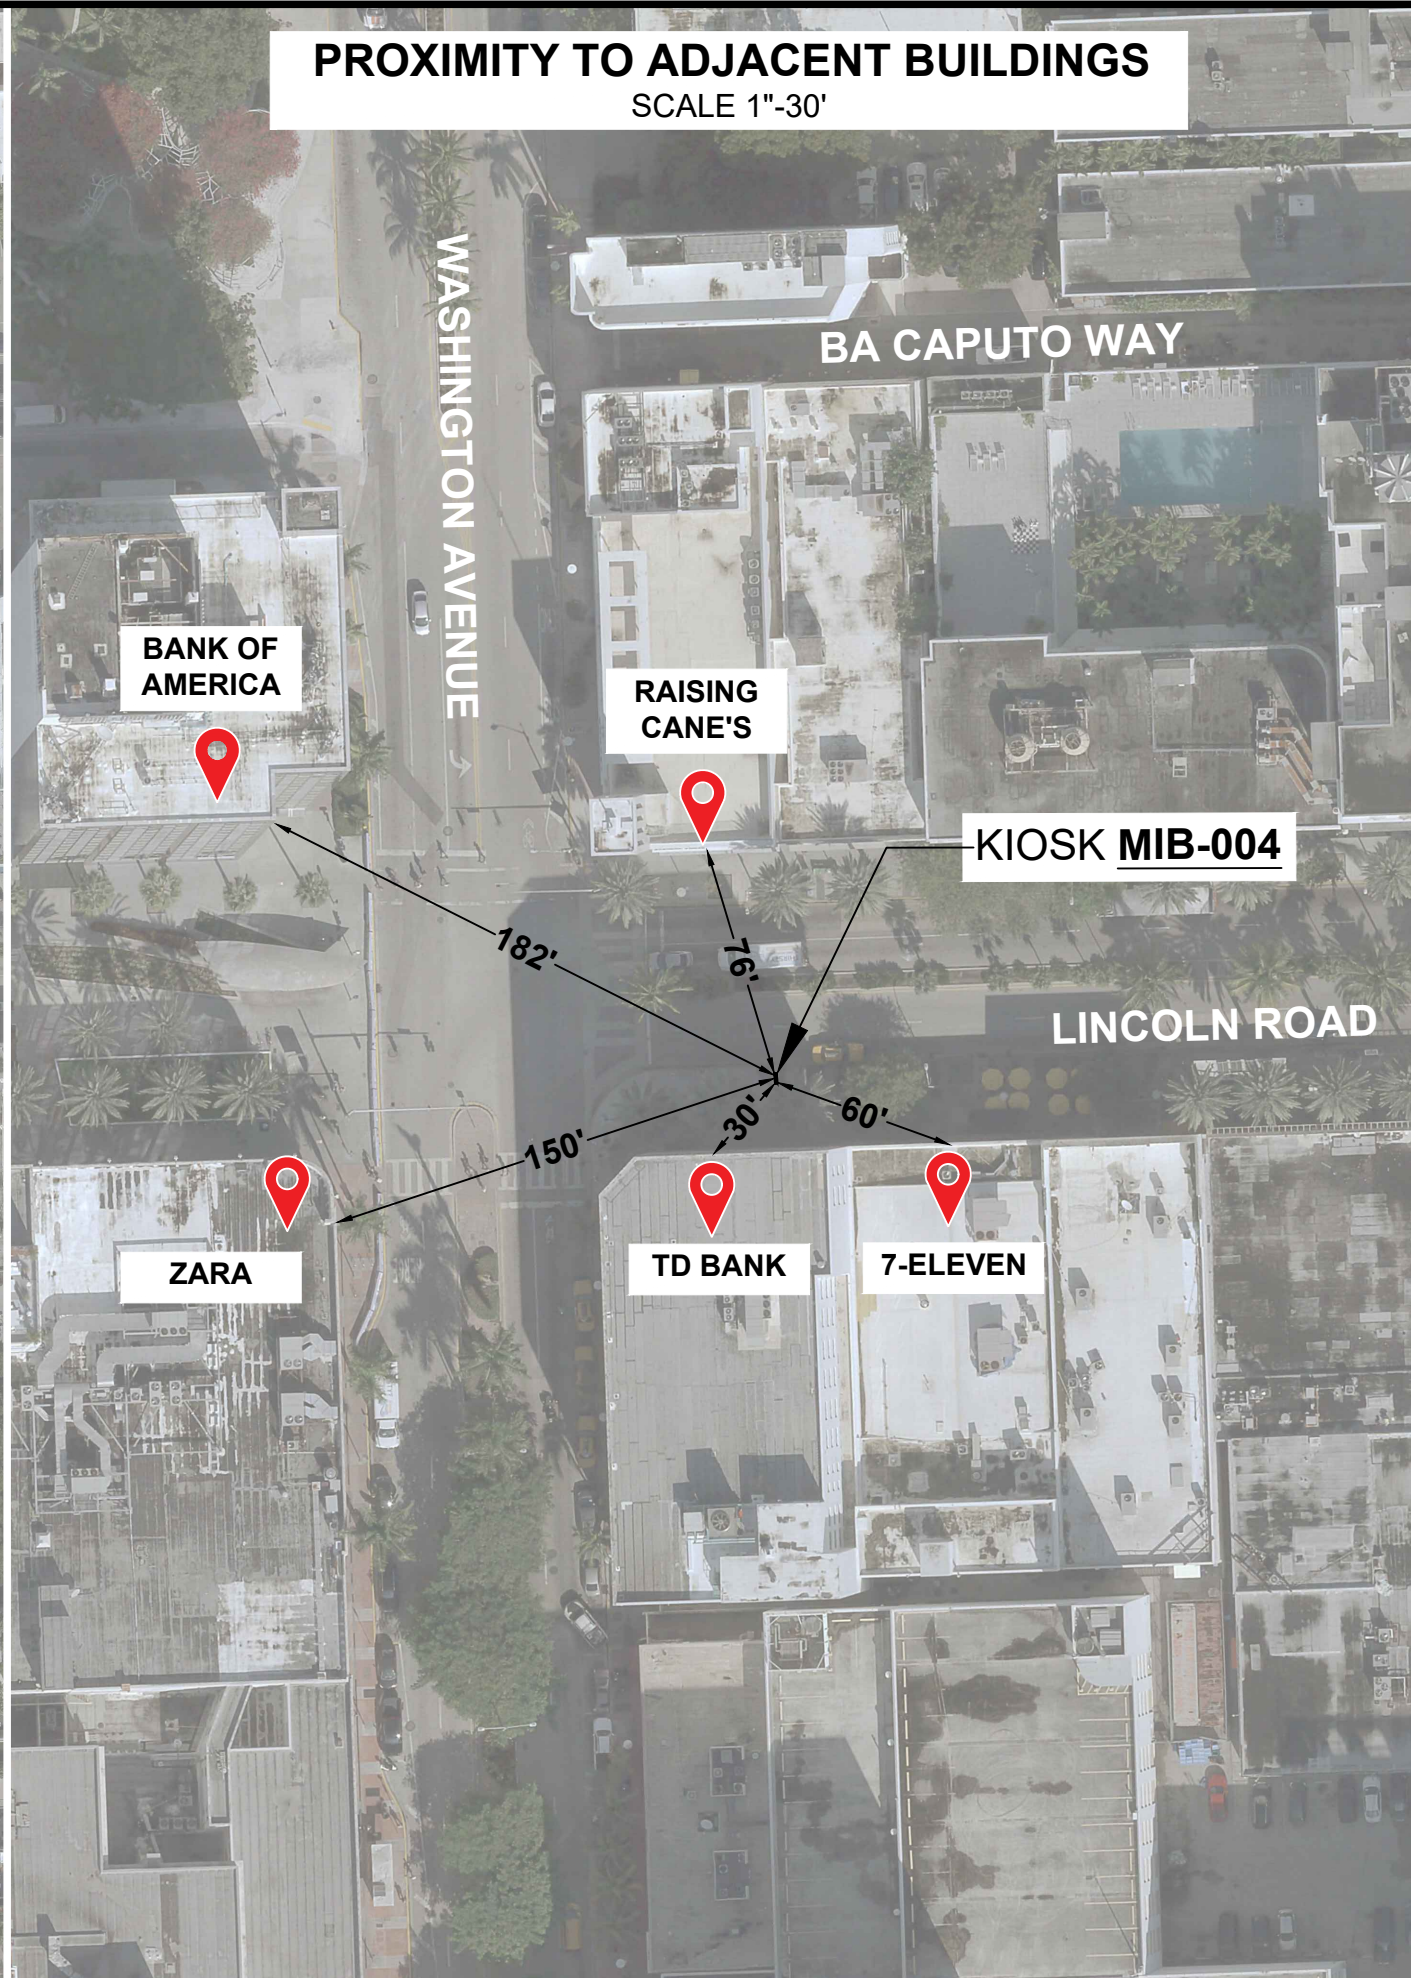 PROXIMITY TO ADJACENT BUILDINGS
SCALE 1"-30'
WASHINGTON AVENUE
BA CAPUTO WAY
BANK OF
AMERICA
RAISING
CANE'S
KIOSK MIB-004
182'
76'
LINCOLN ROAD
150'
30'
60'
ZARA
TD BANK
7-ELEVEN